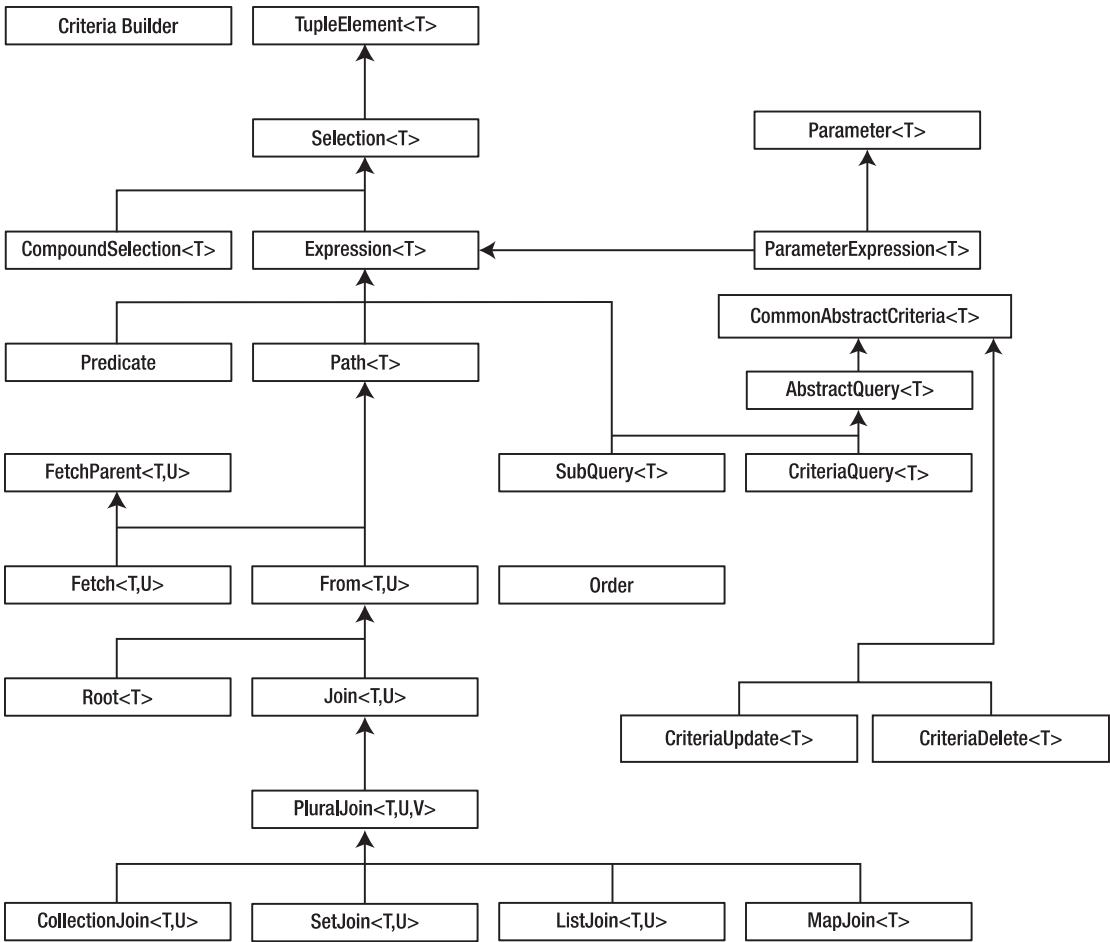 Criteria Builder
TupleElement<T>
Selection<T>
Parameter<T>
CompoundSelection<T>
Expression<T>
ParameterExpression<T>
CommonAbstractCriteria<T>
Predicate
Path<T>
AbstractQuery<T>
FetchParent<T,U>
SubQuery<T>
CriteriaQuery<T>
Fetch<T,U>
From<T,U>
Order
Root<T>
Join<T,U>
CriteriaUpdate<T>
CriteriaDelete<T>
PluralJoin<T,U,V>
CollectionJoin<T,U>
SetJoin<T,U>
ListJoin<T,U>
MapJoin<T>